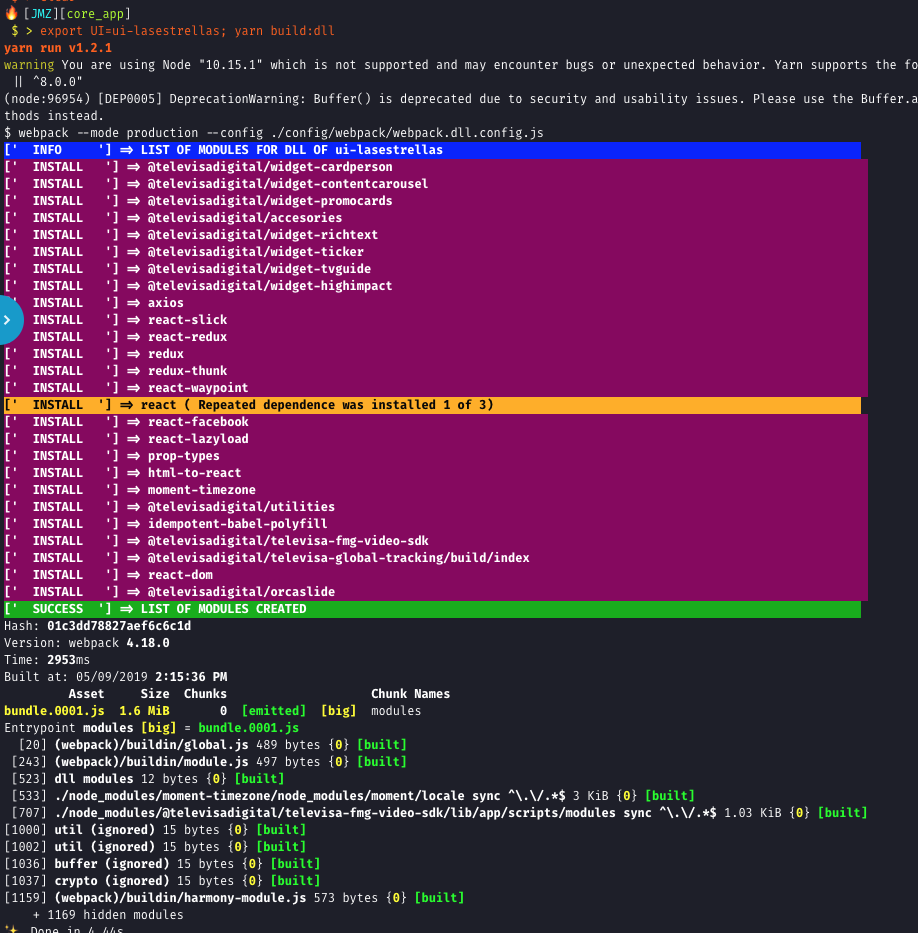 [JMZ][core_app]
$ > export UI=ui-lasestrellas; yarn build:dll
yarn run v1.2.1
warning You are using Node "10.15.1" which is not supported and may encounter bugs or unexpected behavior. Yarn supports the fo
|| ^8.0.0"
(node:96954) [DEP0005] DeprecationWarning: Buffer() is deprecated due to security and usability issues. Please use the Buffer.a
thods instead.
$ webpack --mode production --config ./config/webpack/webpack.dll.config.js
[' INFO '] => LIST OF MODULES FOR DLL OF ui-lasestrellas
[' INSTALL '] => @televisadigital/widget-cardperson
[' INSTALL '] => @televisadigital/widget-contentcarousel
[' INSTALL '] => @televisadigital/widget-promocards
[' INSTALL '] => @televisadigital/accesories
[' INSTALL '] => @televisadigital/widget-richtext
[' INSTALL '] => @televisadigital/widget-ticker
[' INSTALL '] => @televisadigital/widget-tvguide
[' INSTALL '] => @televisadigital/widget-highimpact
[' INSTALL '] => axios
INSTALL '] => react-slick
INSTALL '] => react-redux
[' INSTALL '] => redux
[' INSTALL '] => redux-thunk
[' INSTALL '] => react-waypoint
[' INSTALL '] => react ( Repeated dependence was installed 1 of 3)
[' INSTALL '] => react-facebook
[' INSTALL '] => react-lazyload
[' INSTALL '] => prop-types
[' INSTALL '] => html-to-react
[' INSTALL '] => moment-timezone
[' INSTALL '] => @televisadigital/utilities
[' INSTALL '] => idempotent-babel-polyfill
[' INSTALL '] => @televisadigital/televisa-fmg-video-sdk
[' INSTALL '] => @televisadigital/televisa-global-tracking/build/index
[' INSTALL '] => react-dom
[' INSTALL '] => @televisadigital/orcaslide
[' SUCCESS '] => LIST OF MODULES CREATED
Hash: 01c3dd78827aef6c6c1d
Version: webpack 4.18.0
Time: 2953ms
Built at: 05/09/2019 2:15:36 PM
Asset Size Chunks Chunk Names
bundle.0001.js 1.6 MiB 0 [emitted] [big] modules
Entrypoint modules [big] = bundle.0001.js
[20] (webpack)/buildin/global.js 489 bytes {0} [built]
[243] (webpack)/buildin/module.js 497 bytes {0} [built]
[523] dll modules 12 bytes {0} [built]
[533] ./node_modules/moment-timezone/node_modules/moment/locale sync ^\.\/.*$ 3 KiB {0} [built]
[707] ./node_modules/@televisadigital/televisa-fmg-video-sdk/lib/app/scripts/modules sync ^\.\/.*$ 1.03 KiB {0} [built]
[1000] util (ignored) 15 bytes {0} [built]
[1002] util (ignored) 15 bytes {0} [built]
[1036] buffer (ignored) 15 bytes {0} [built]
[1037] crypto (ignored) 15 bytes {0} [built]
[1159] (webpack)/buildin/harmony-module.js 573 bytes {0} [built]
+ 1169 hidden modules
Done in 4.44s